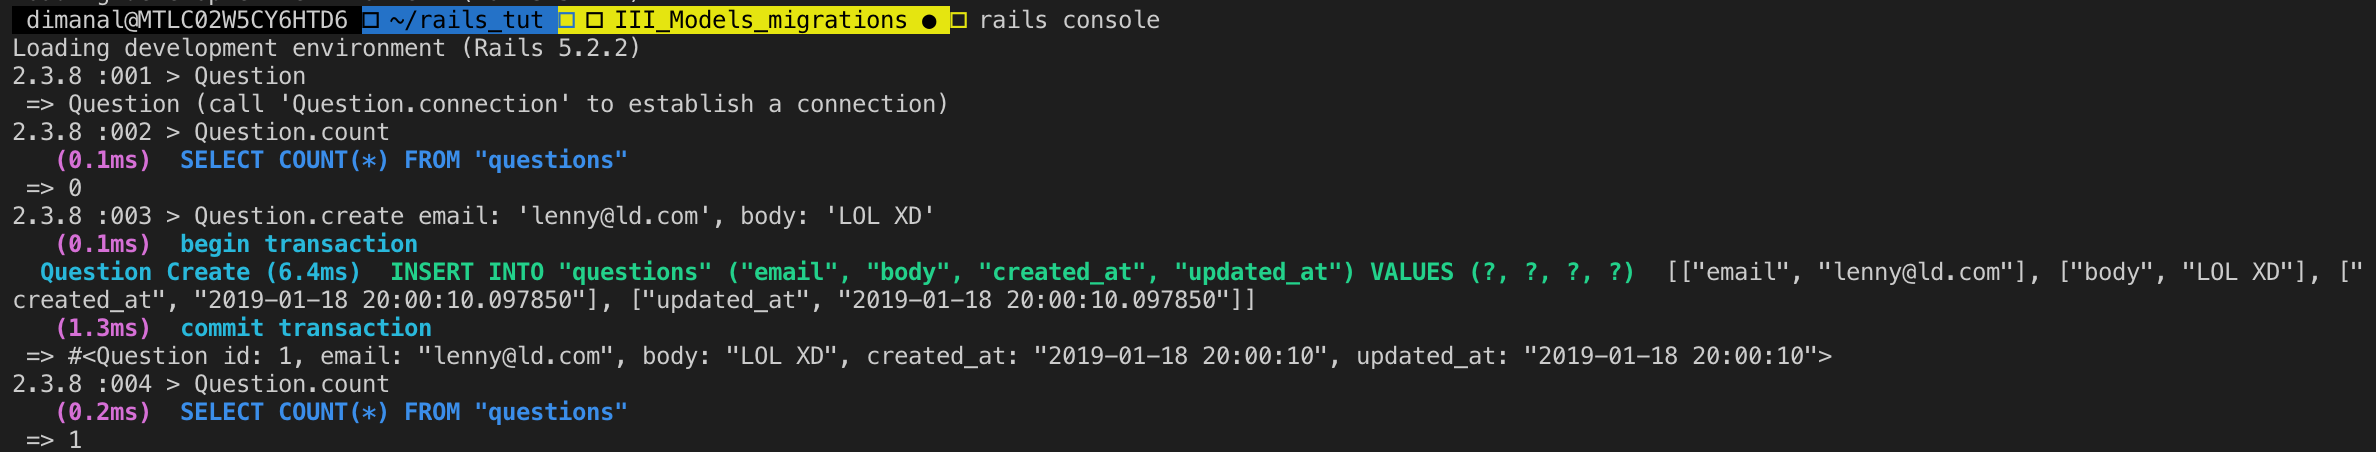 dimanal@MTLC02W5CY6HTD6 ~/rails_tut III_Models_migrations ● rails console
Loading development environment (Rails 5.2.2)
2.3.8 :001 > Question
=> Question (call 'Question.connection' to establish a connection)
2.3.8 :002 > Question.count
(0.1ms) SELECT COUNT(*) FROM "questions"
=> 0
2.3.8 :003 > Question.create email: 'lenny@ld.com', body: 'LOL XD'
(0.1ms) begin transaction
Question Create (6.4ms) INSERT INTO "questions" ("email", "body", "created_at", "updated_at") VALUES (?, ?, ?, ?) [["email", "lenny@ld.com"], ["body", "LOL XD"], ["
created_at", "2019-01-18 20:00:10.097850"], ["updated_at", "2019-01-18 20:00:10.097850"]]
(1.3ms) commit transaction
=> #<Question id: 1, email: "lenny@ld.com", body: "LOL XD", created_at: "2019-01-18 20:00:10", updated_at: "2019-01-18 20:00:10">
2.3.8 :004 > Question.count
(0.2ms) SELECT COUNT(*) FROM "questions"
=> 1